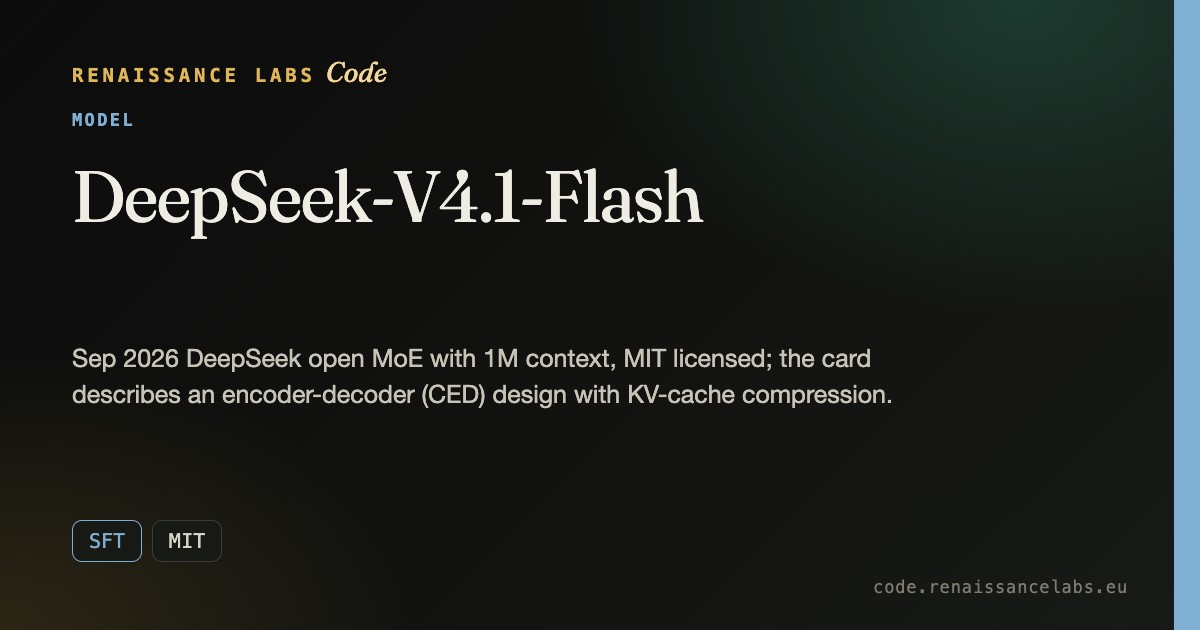 RENAISSANCE LABS Code
MODEL
DeepSeek-V4.1-Flash
Sep 2026 DeepSeek open MoE with 1M context, MIT licensed; the card
describes an encoder-decoder (CED) design with KV-cache compression.
SFT MIT
code.renaissancelabs.eu